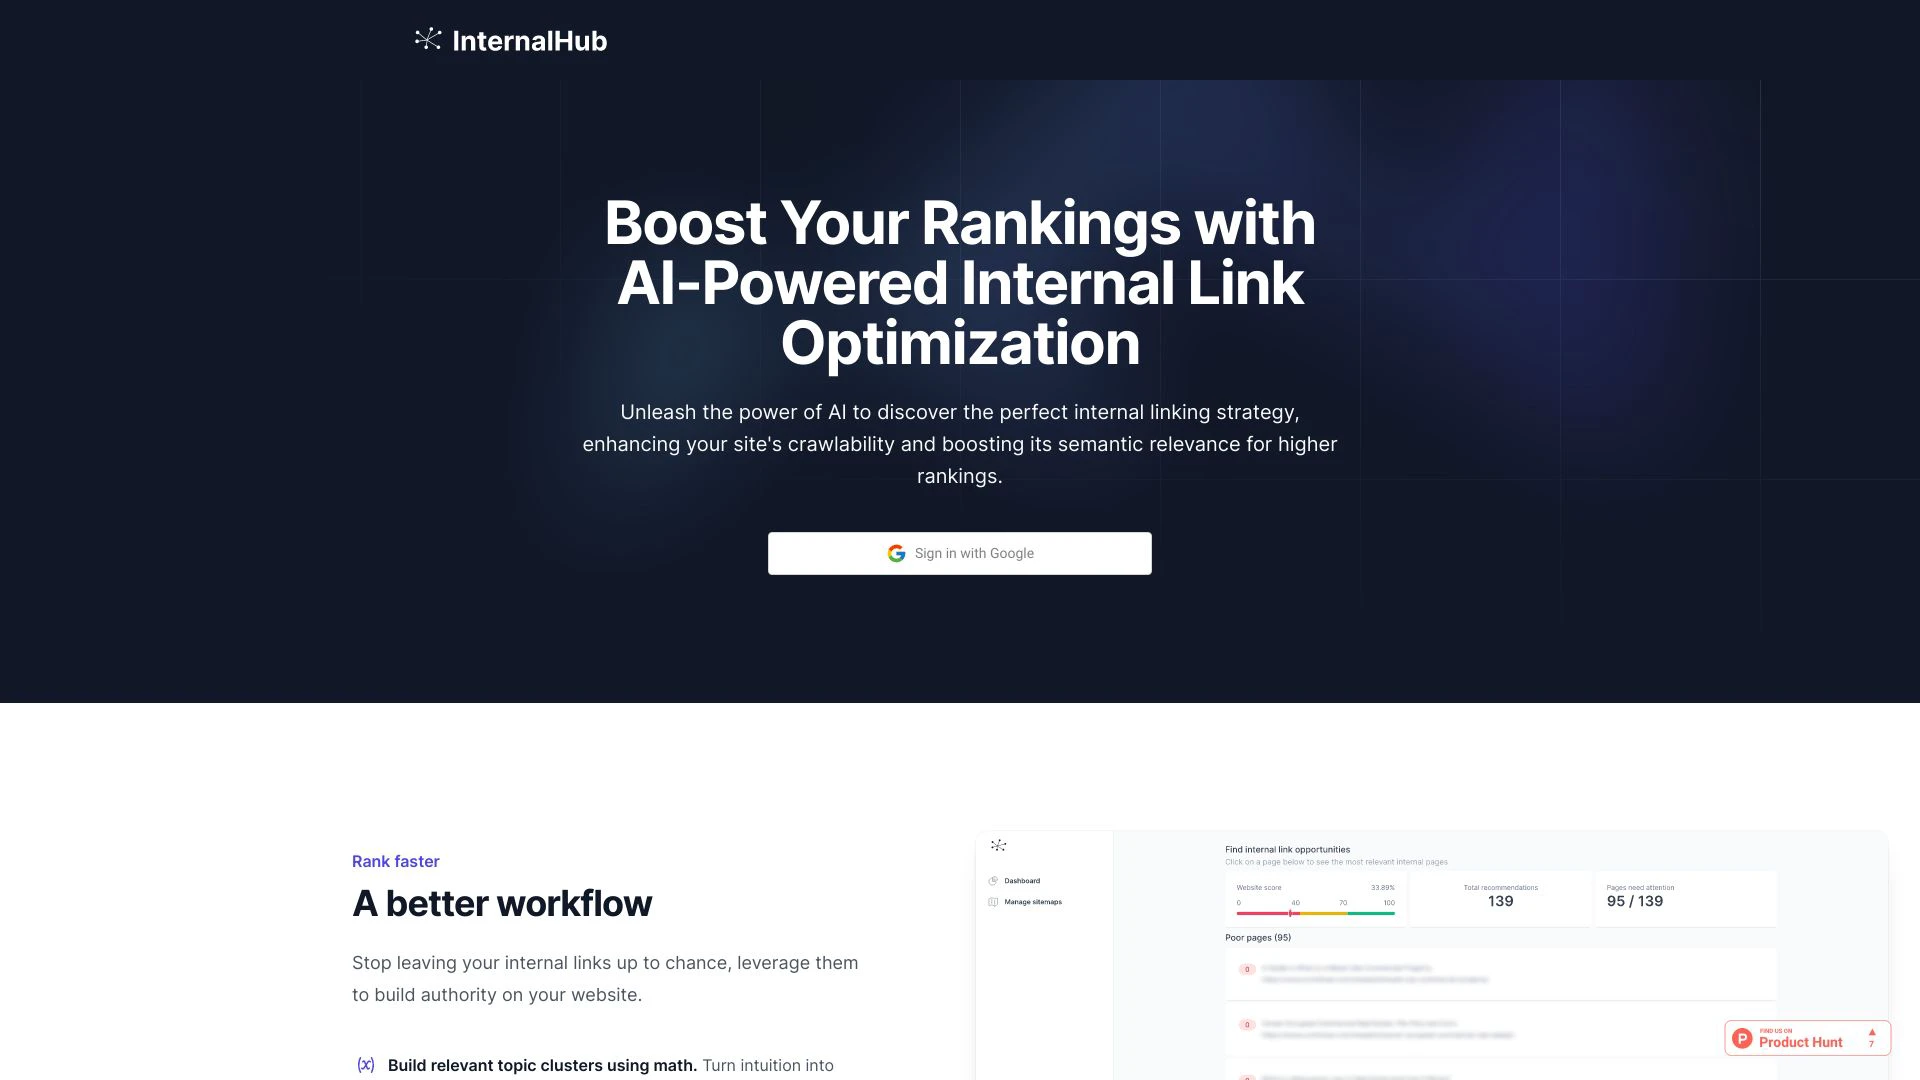 InternalHub
Boost Your Rankings with
AI-Powered Internal Link
Optimization
Unleash the power of AI to discover the perfect internal linking strategy,
enhancing your site's crawlability and boosting its semantic relevance for higher
rankings.
Sign in with Google
Rank faster
A better workflow
Stop leaving your internal links up to chance, leverage them
to build authority on your website.
Build relevant topic clusters using math. Turn intuition into
Dashboard
Manage sitemaps
Find internal link opportunities
Click on a page below to see the most relevant internal pages
Website score 33.89%
0 40 70 100
Total recommendations
139
Pages need attention
95 / 139
Poor pages (95)
0
0
FIND US ON
Product Hunt
7